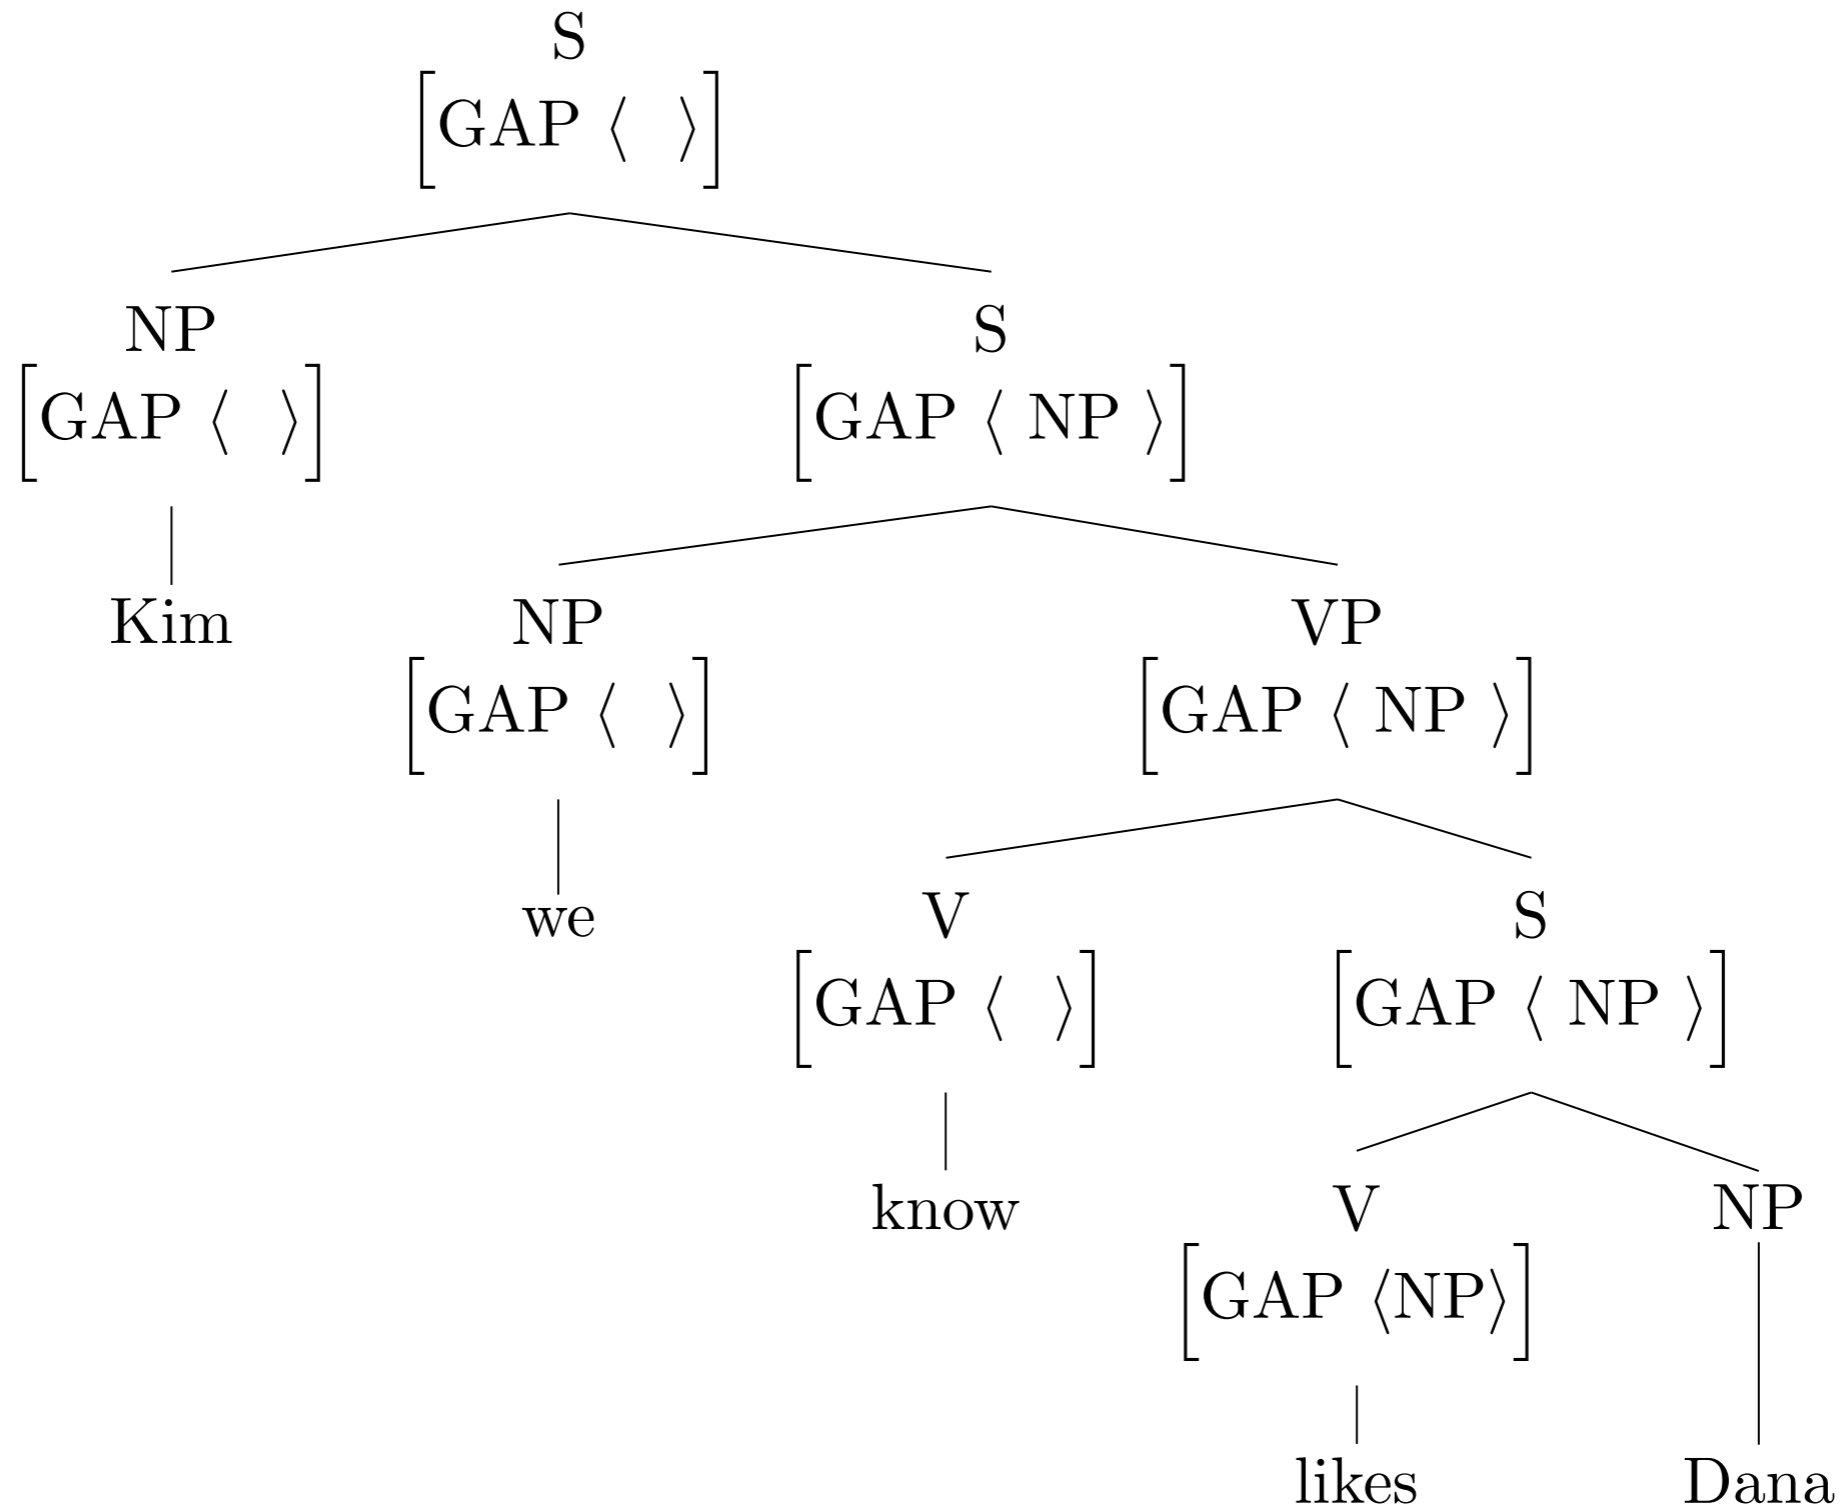 S
[GAP ⟨ ⟩]
NP S
[GAP ⟨ ⟩] [GAP ⟨ NP ⟩]
Kim NP VP
[GAP ⟨ ⟩] [GAP ⟨ NP ⟩]
we V S
[GAP ⟨ ⟩] [GAP ⟨ NP ⟩]
know V NP
[GAP ⟨NP⟩]
likes Dana